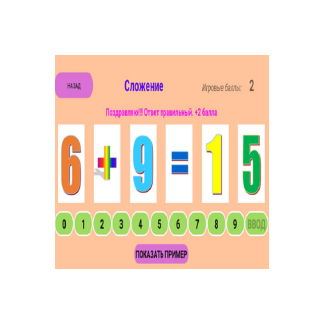 НАЗАД Сложение Игровые баллы: 2
Поздравляю!!! Ответ правильный. +2 балла
6 + 9 = 1 5
0 1 2 3 4 5 6 7 8 9 ВВОД
ПОКАЗАТЬ ПРИМЕР